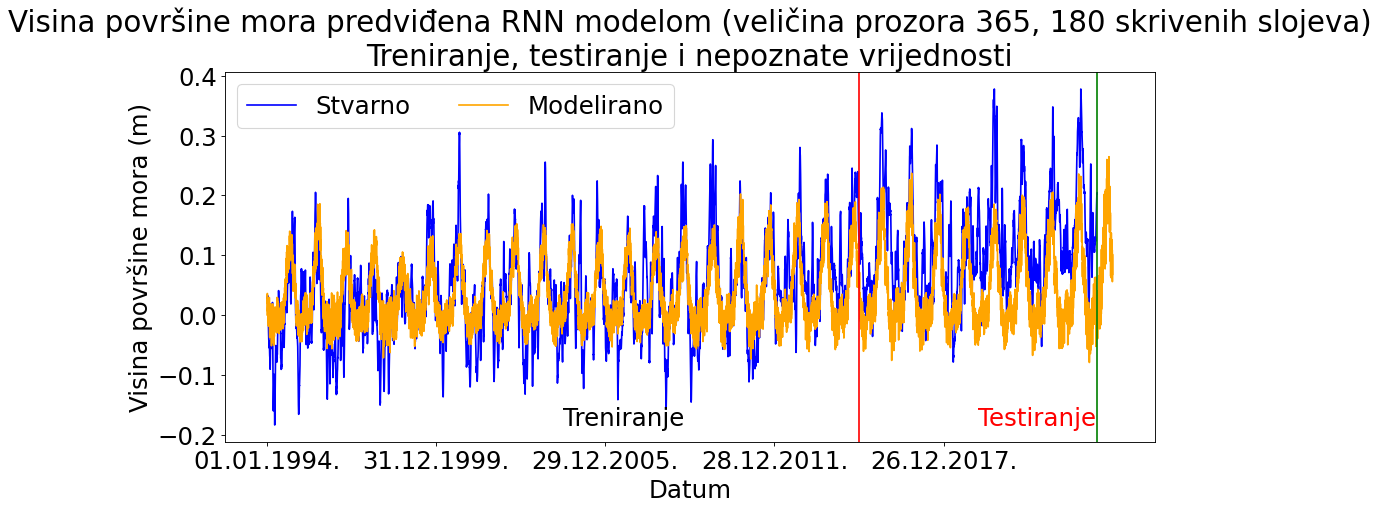 Visina površine mora predviđena RNN modelom (veličina prozora 365, 180 skrivenih slojeva)
Treniranje, testiranje i nepoznate vrijednosti
Stvarno
Modelirano
Visina površine mora (m)
0.4
0.3
0.2
0.1
0.0
−0.1
−0.2
Treniranje
Testiranje
01.01.1994.
31.12.1999.
29.12.2005.
28.12.2011.
26.12.2017.
Datum